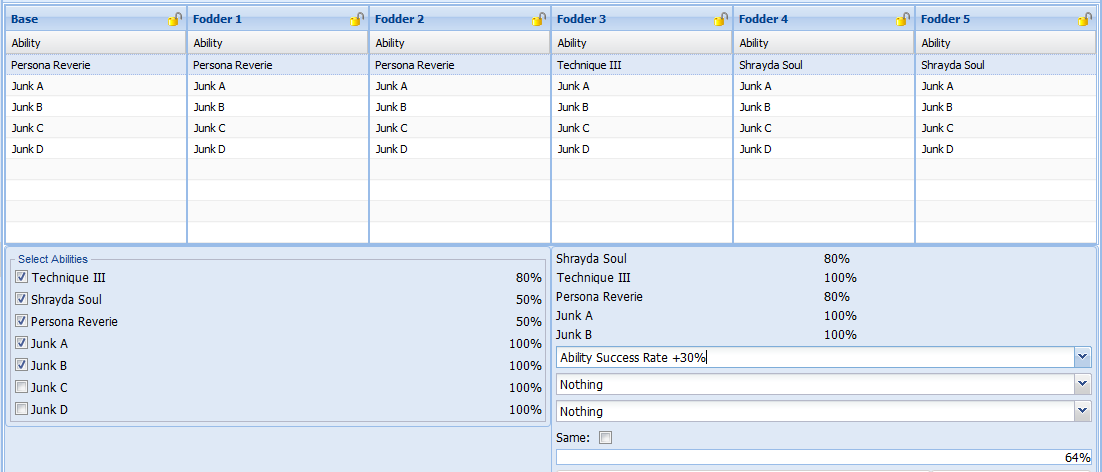 Base Fodder 1 Fodder 2 Fodder 3 Fodder 4 Fodder 5
Ability Ability Ability Ability Ability Ability
Persona Reverie Persona Reverie Persona Reverie Technique III Shrayda Soul Shrayda Soul
Junk A Junk A Junk A Junk A Junk A Junk A
Junk B Junk B Junk B Junk B Junk B Junk B
Junk C Junk C Junk C Junk C Junk C Junk C
Junk D Junk D Junk D Junk D Junk D Junk D
Select Abilities
Technique III 80%
Shrayda Soul 50%
Persona Reverie 50%
Junk A 100%
Junk B 100%
Junk C 100%
Junk D 100%
Shrayda Soul 80%
Technique III 100%
Persona Reverie 80%
Junk A 100%
Junk B 100%
Ability Success Rate +30%
Nothing
Nothing
Same:
64%